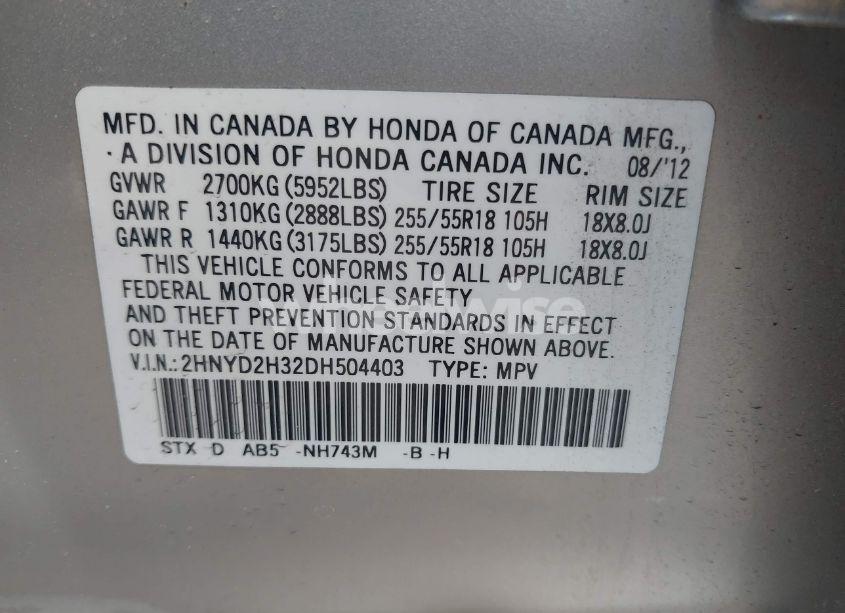 MFD. IN CANADA BY HONDA OF CANADA MFG.,
A DIVISION OF HONDA CANADA INC. 08/'12
GVWR 2700KG (5952LBS) TIRE SIZE RIM SIZE
GAWR F 1310KG (2888LBS) 255/55R18 105H 18X8.0J
GAWR R 1440KG (3175LBS) 255/55R18 105H 18X8.0J
THIS VEHICLE CONFORMS TO ALL APPLICABLE
FEDERAL MOTOR VEHICLE SAFETY
AND THEFT PREVENTION STANDARDS IN EFFECT
ON THE DATE OF MANUFACTURE SHOWN ABOVE.
V.I.N.: 2HNYD2H32DH504403 TYPE: MPV
STX D AB5 -NH743M -B -H